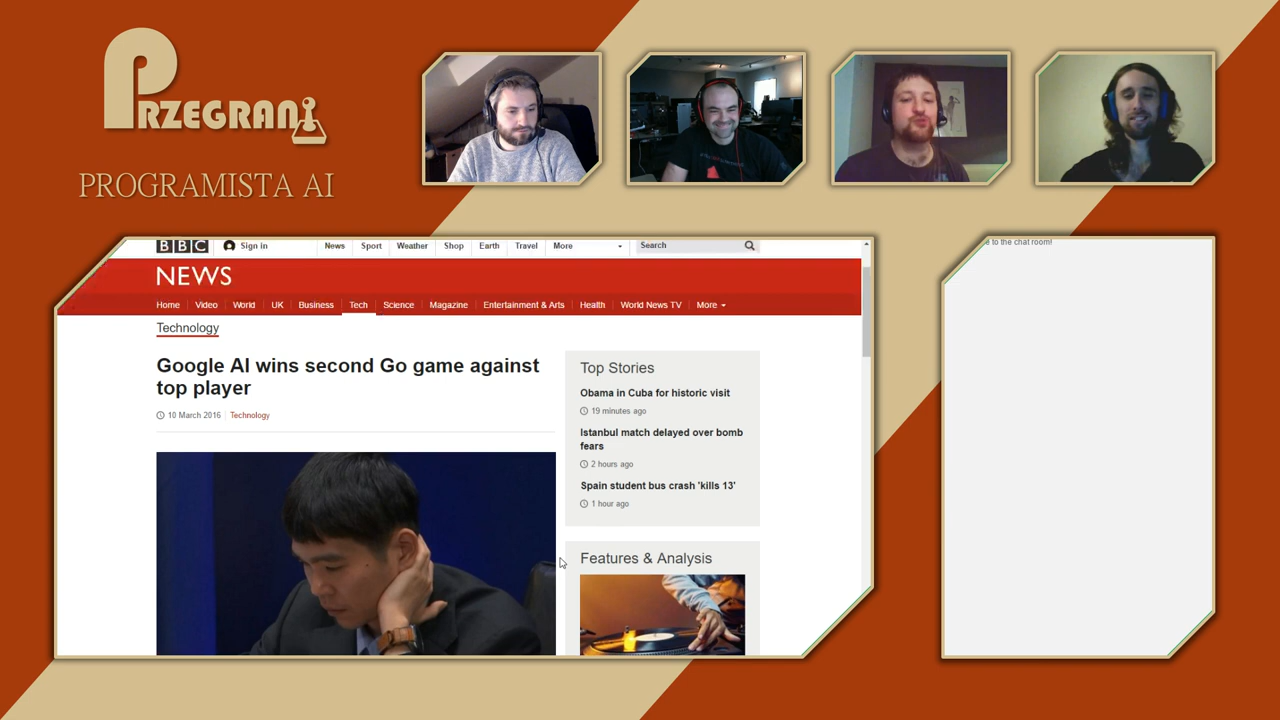 PRZEGRANI
PROGRAMISTA AI
e to the chat room!
BBC Sign in News Sport Weather Shop Earth Travel More Search
NEWS
Home Video World UK Business Tech Science Magazine Entertainment & Arts Health World News TV More
Technology
Google AI wins second Go game against
top player
10 March 2016 Technology
Top Stories
Obama in Cuba for historic visit
19 minutes ago
Istanbul match delayed over bomb
fears
2 hours ago
Spain student bus crash 'kills 13'
1 hour ago
Features & Analysis